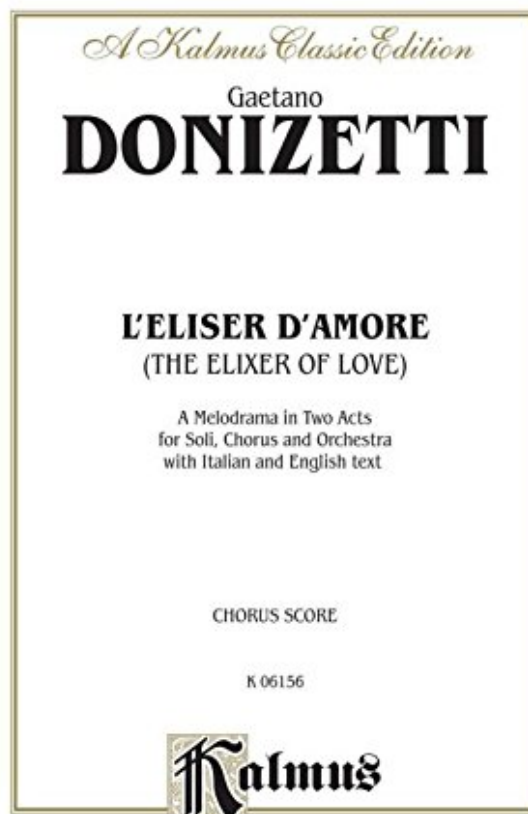 A Kalmus Classic Edition
Gaetano
DONIZETTI
L'ELISER D'AMORE
(THE ELIXER OF LOVE)
A Melodrama in Two Acts
for Soli, Chorus and Orchestra
with Italian and English text
CHORUS SCORE
K 06156
Kalmus